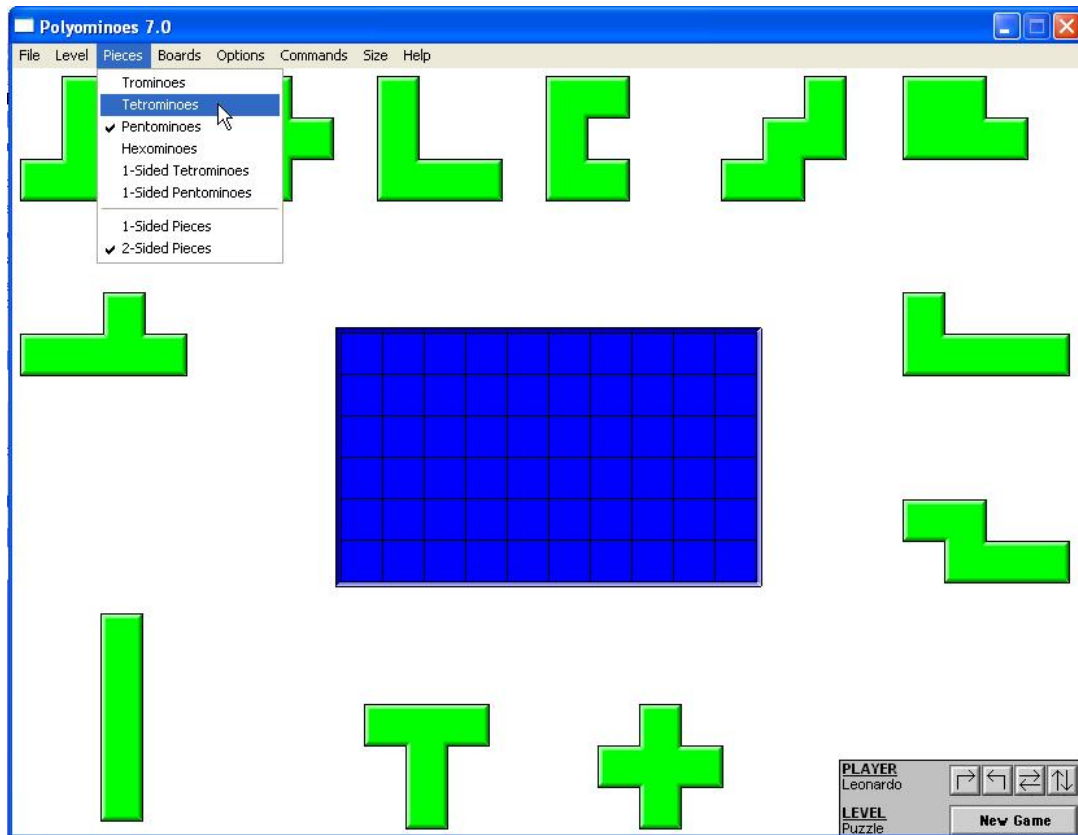 Polyominoes 7.0
File Level Pieces Boards Options Commands Size Help
Trominoes
Tetrominoes
Pentominoes
Hexominoes
1-Sided Tetrominoes
1-Sided Pentominoes
1-Sided Pieces
2-Sided Pieces
PLAYER
Leonardo
LEVEL
Puzzle
New Game